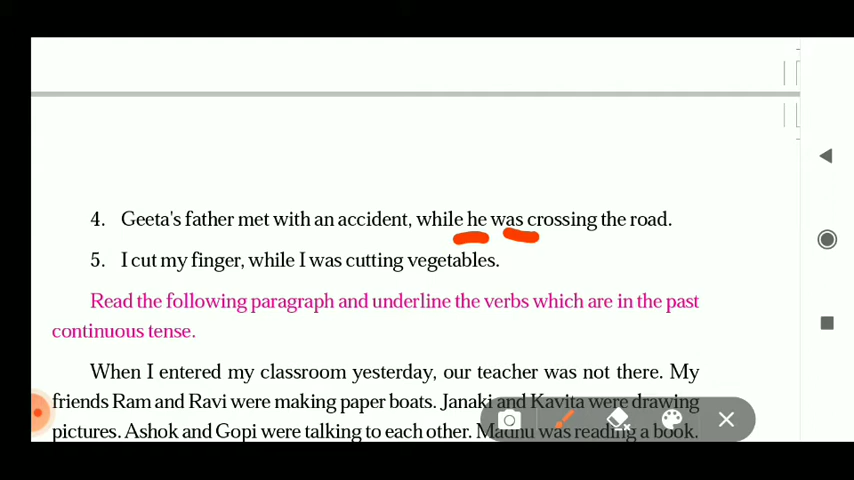 4. Geeta's father met with an accident, while he was crossing the road.
5. I cut my finger, while I was cutting vegetables.
Read the following paragraph and underline the verbs which are in the past
continuous tense.
When I entered my classroom yesterday, our teacher was not there. My
friends Ram and Ravi were making paper boats. Janaki and Kavita were drawing
pictures. Ashok and Gopi were talking to each other. Madhu was reading a book.